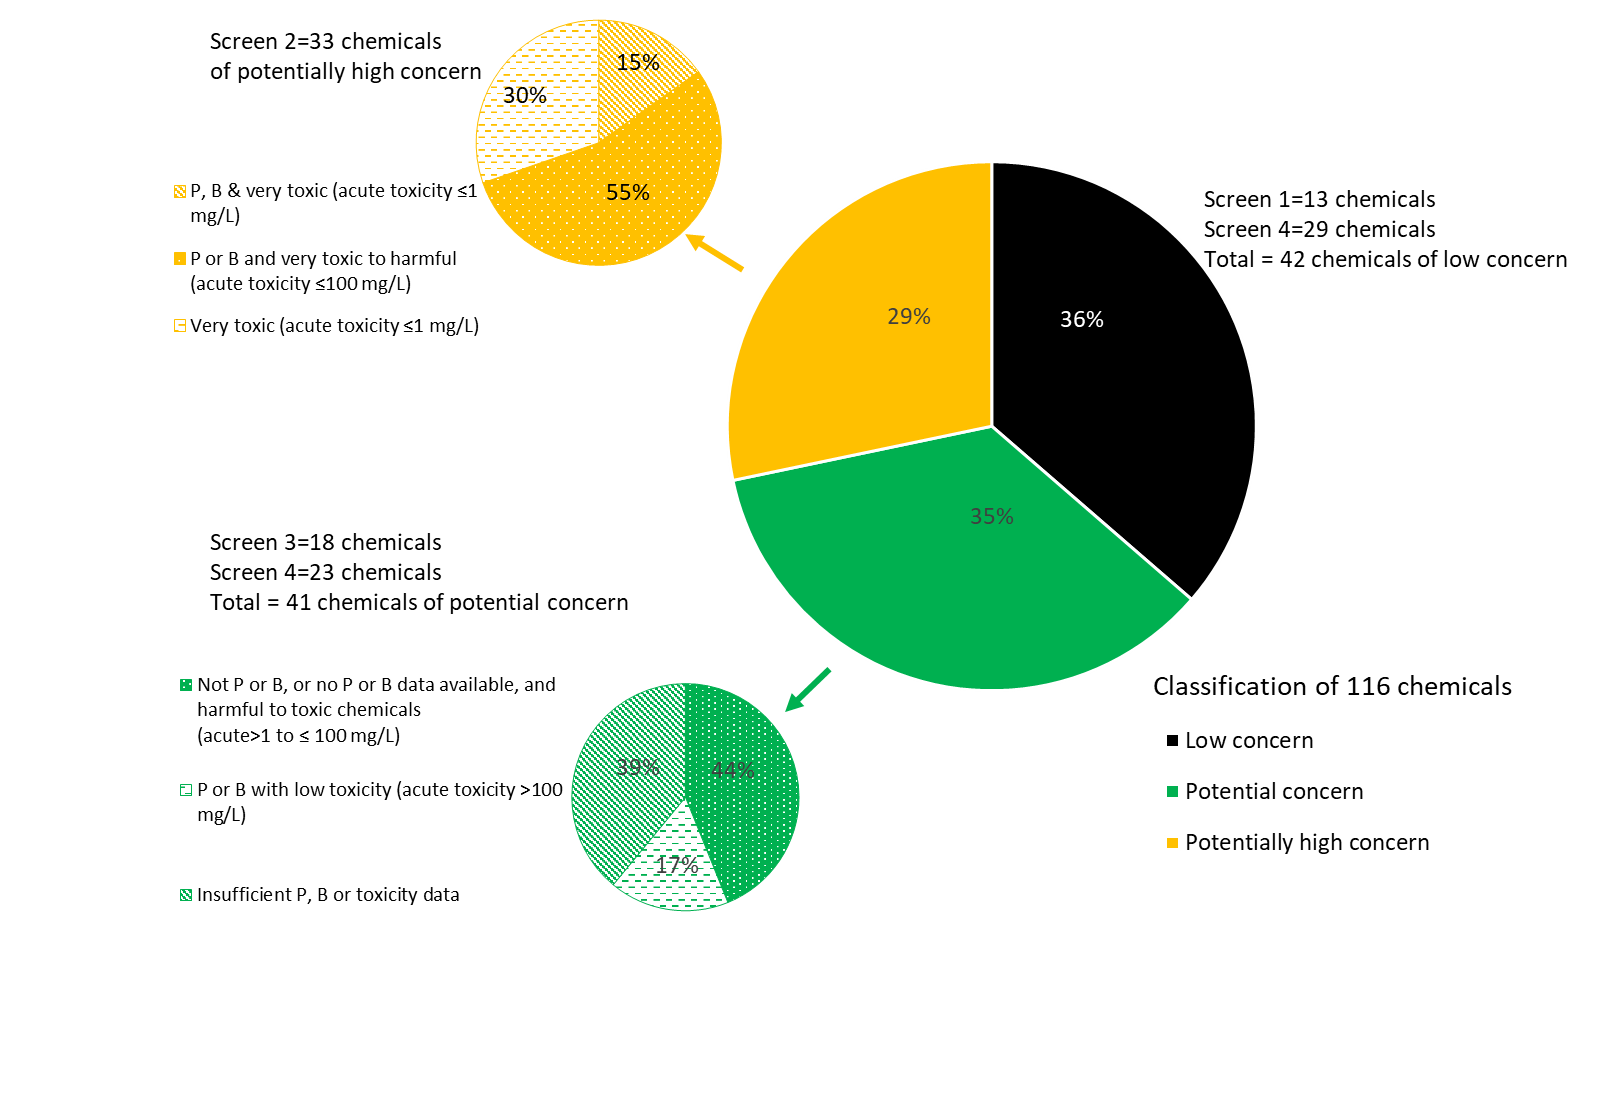 Screen 2=33 chemicals
of potentially high concern
15%
30%
55%
P, B & very toxic (acute toxicity ≤1
mg/L)
P or B and very toxic to harmful
(acute toxicity ≤100 mg/L)
Very toxic (acute toxicity ≤1 mg/L)
29%
36%
35%
Screen 1=13 chemicals
Screen 4=29 chemicals
Total = 42 chemicals of low concern
Screen 3=18 chemicals
Screen 4=23 chemicals
Total = 41 chemicals of potential concern
Not P or B, or no P or B data available, and
harmful to toxic chemicals
(acute>1 to ≤ 100 mg/L)
P or B with low toxicity (acute toxicity >100
mg/L)
Insufficient P, B or toxicity data
39%
44%
17%
Classification of 116 chemicals
Low concern
Potential concern
Potentially high concern